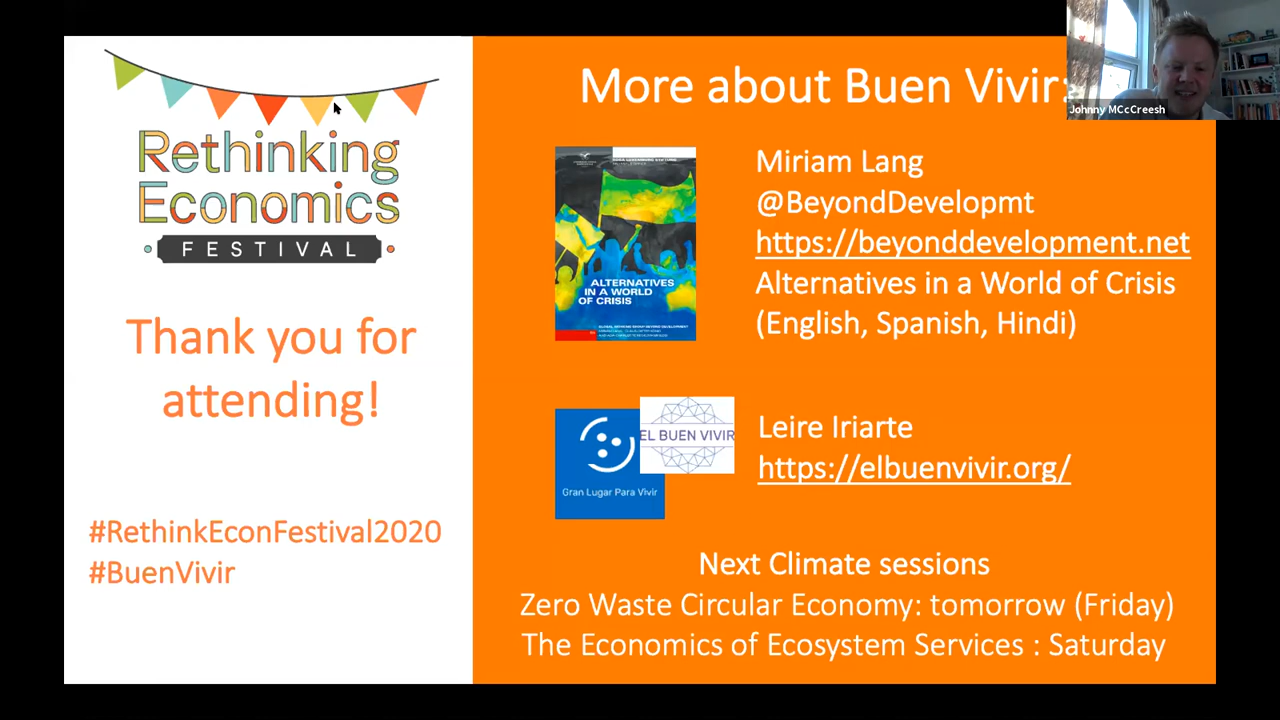 Rethinking
Economics
FESTIVAL
Thank you for
attending!
#RethinkEconFestival2020
#BuenVivir
More about Buen Vivir:
Johnny MCcCreesh
ALTERNATIVES
IN A WORLD
OF CRISIS
Miriam Lang
@BeyondDevelopmt
https://beyonddevelopment.net
Alternatives in a World of Crisis
(English, Spanish, Hindi)
EL BUEN VIVIR
Gran Lugar Para Vivir
Leire Iriarte
https://elbuenvivir.org/
Next Climate sessions
Zero Waste Circular Economy: tomorrow (Friday)
The Economics of Ecosystem Services : Saturday